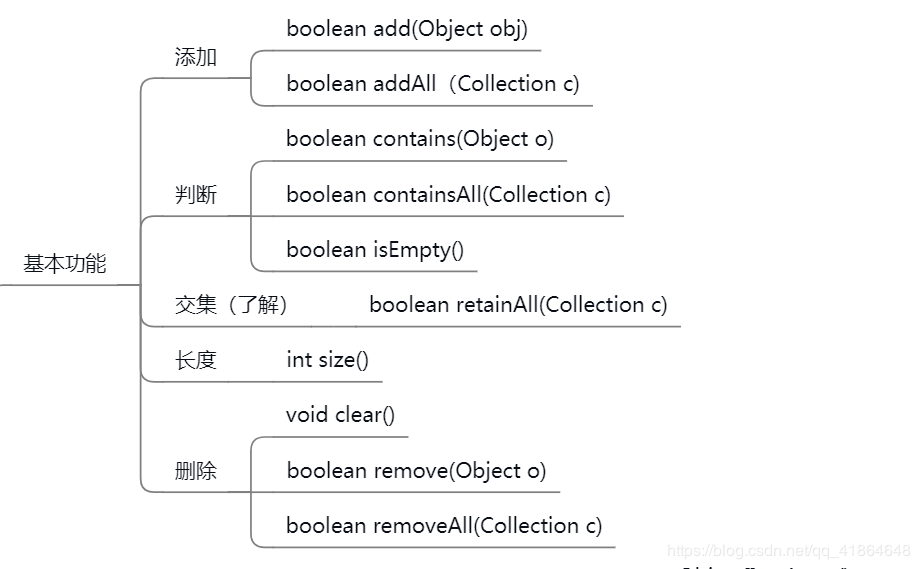 添加
boolean add(Object obj)
boolean addAll（Collection c)
判断
boolean contains(Object o)
boolean containsAll(Collection c)
boolean isEmpty()
基本功能
交集（了解）
boolean retainAll(Collection c)
长度
int size()
删除
void clear()
boolean remove(Object o)
boolean removeAll(Collection c)
https://blog.csdn.net/qq_41864648